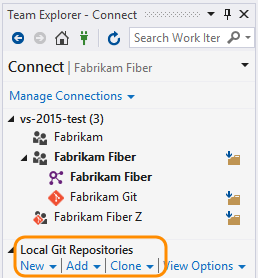 Team Explorer - Connect
Search Work Iter
Connect | Fabrikam Fiber
Manage Connections
vs-2015-test (3)
Fabrikam
Fabrikam Fiber
Fabrikam Fiber
Fabrikam Git
Fabrikam Fiber Z
Local Git Repositories
New | Add | Clone | View Options